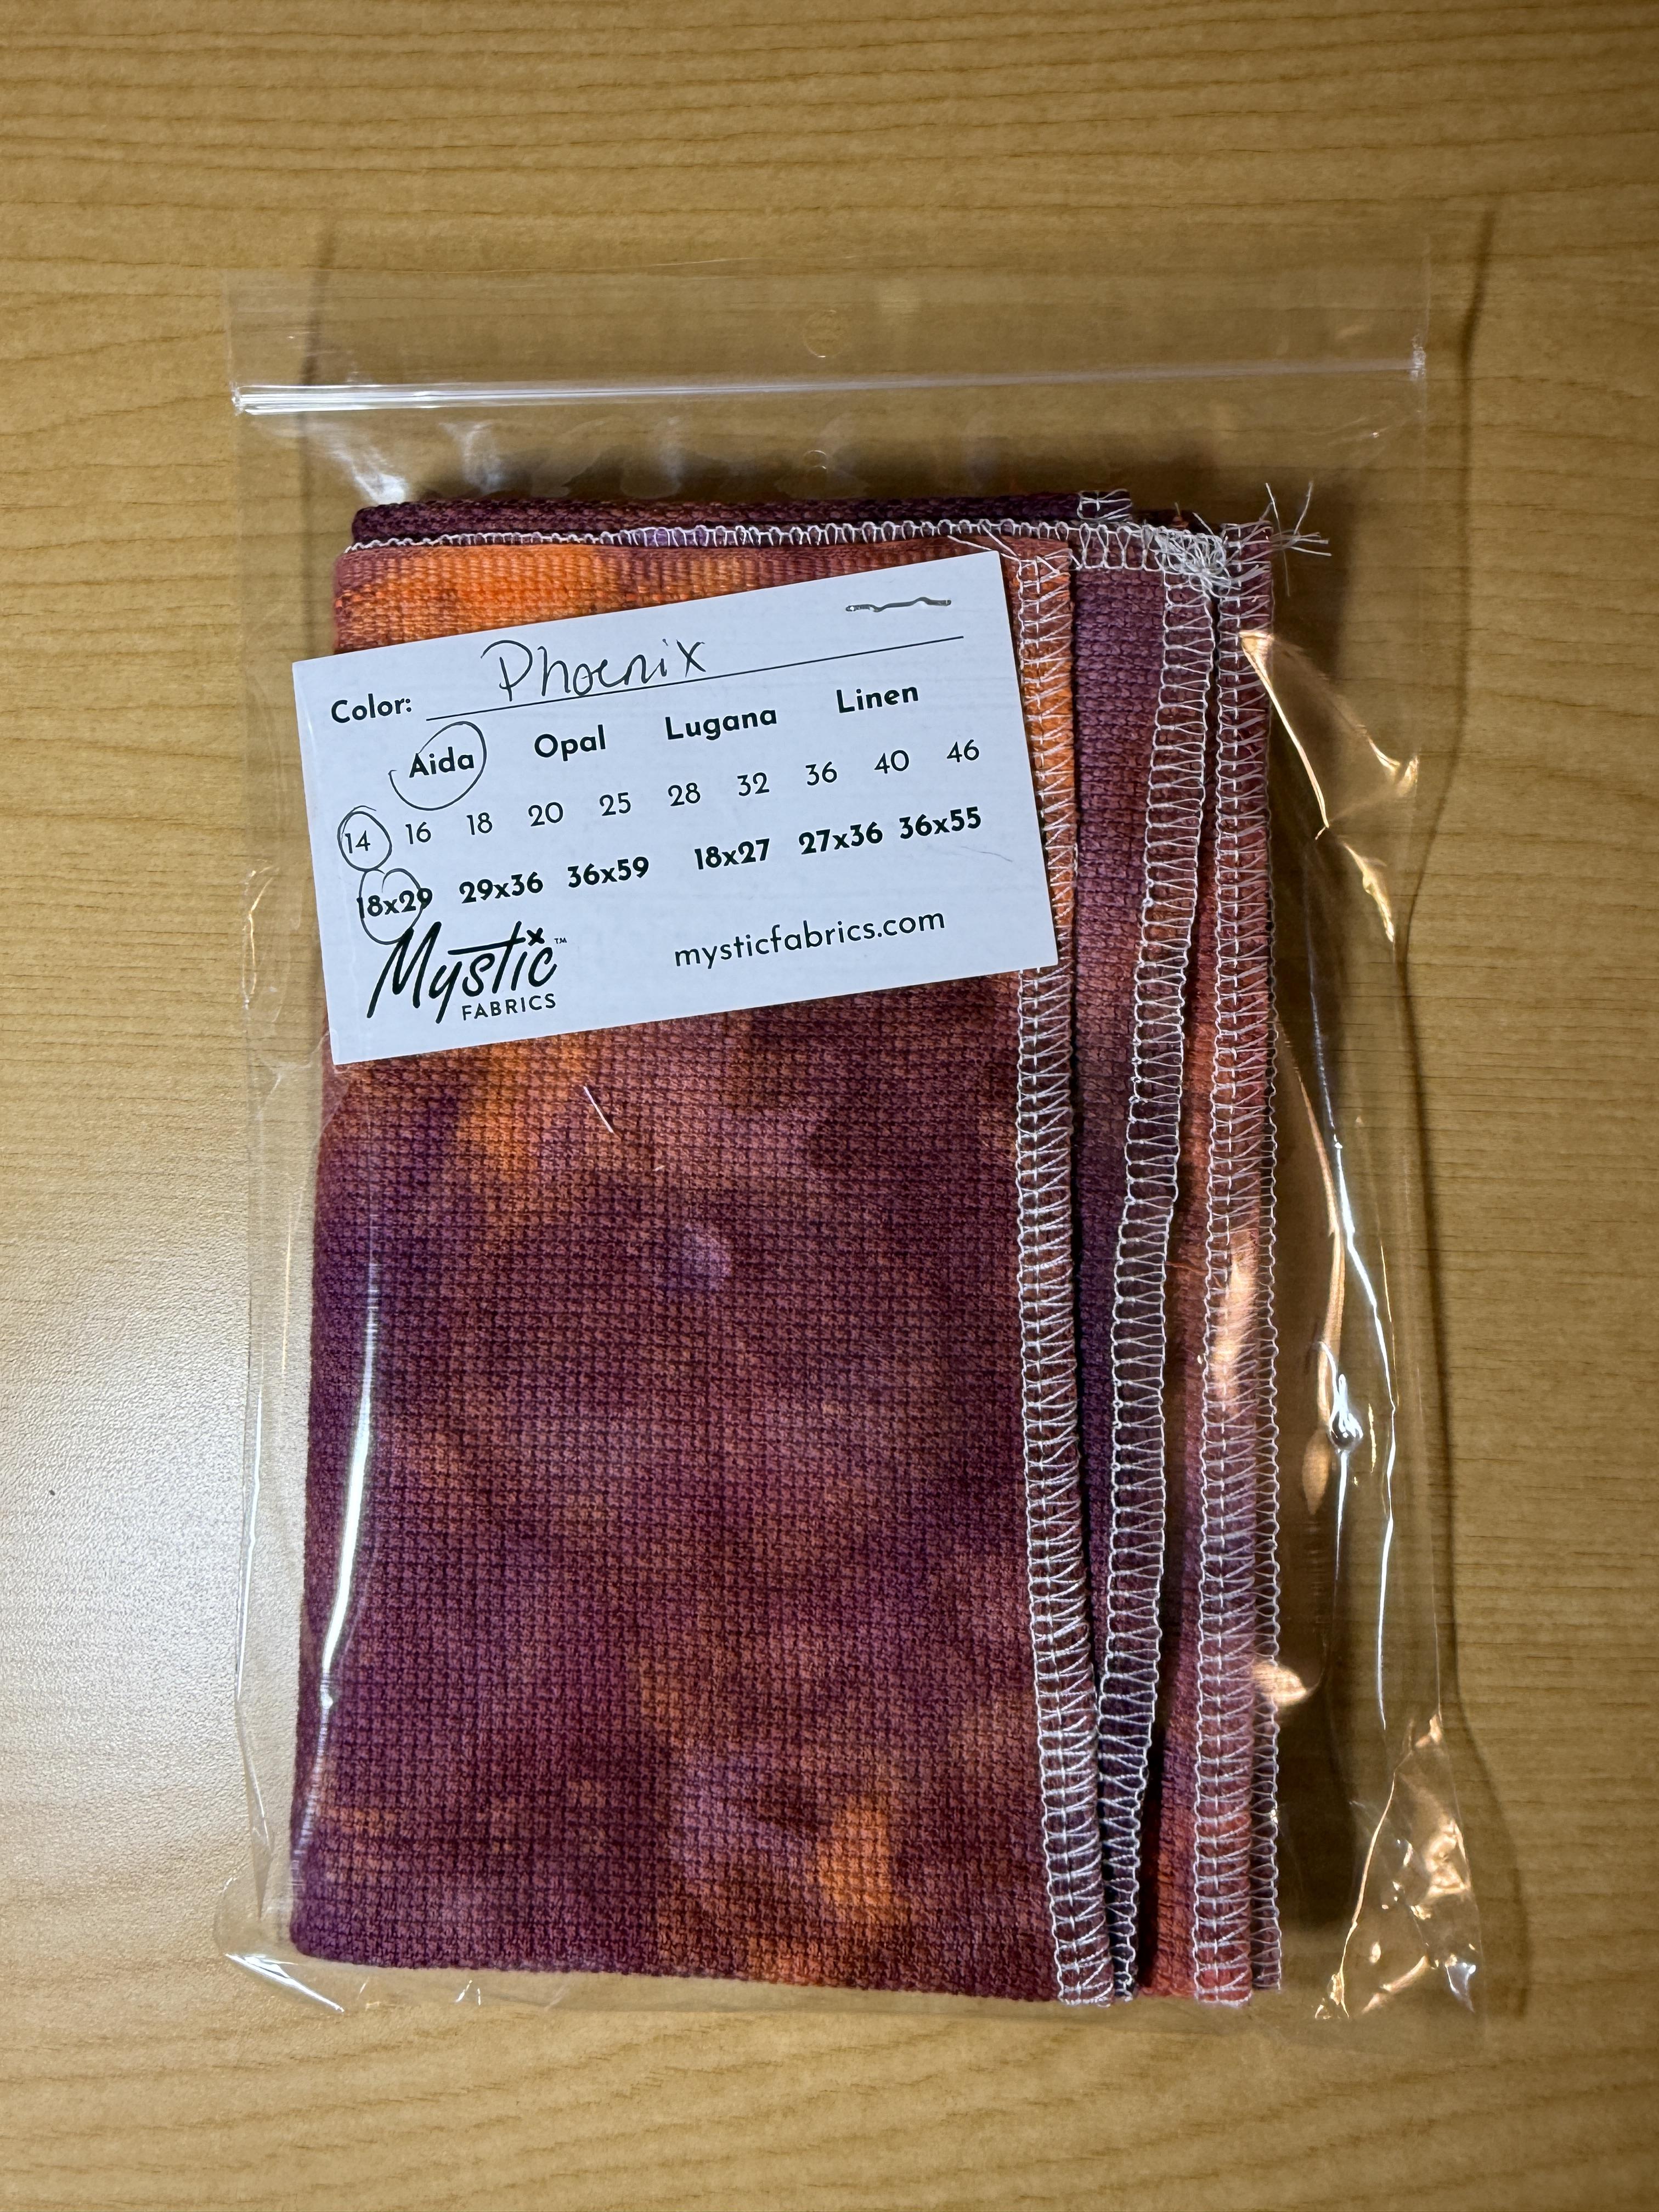 Color: Phoenix
Aida Opal Lugana Linen
14 16 18 20 25 28 32 36 40 46
18x29 29x36 36x59 18x27 27x36 36x55
Mystic™
FABRICS
mysticfabrics.com